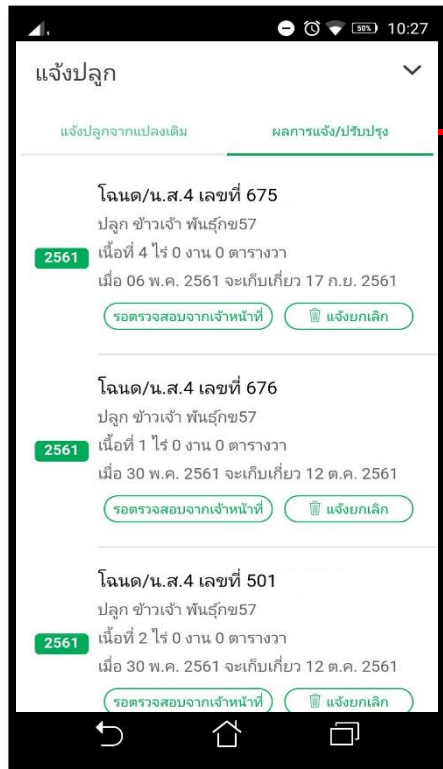 50% 10:27
แจ้งปลูก
แจ้งปลูกจากแปลงเดิม ผลการแจ้ง/ปรับปรุง
โฉนด/น.ส.4 เลขที่ 675
ปลูก ข้าวเจ้า พันธุ์กข57
2561 เนื้อที่ 4 ไร่ 0 งาน 0 ตารางวา
เมื่อ 06 พ.ค. 2561 จะเก็บเกี่ยว 17 ก.ย. 2561
รอตรวจสอบจากเจ้าหน้าที่ แจ้งยกเลิก
โฉนด/น.ส.4 เลขที่ 676
ปลูก ข้าวเจ้า พันธุ์กข57
2561 เนื้อที่ 1 ไร่ 0 งาน 0 ตารางวา
เมื่อ 30 พ.ค. 2561 จะเก็บเกี่ยว 12 ต.ค. 2561
รอตรวจสอบจากเจ้าหน้าที่ แจ้งยกเลิก
โฉนด/น.ส.4 เลขที่ 501
ปลูก ข้าวเจ้า พันธุ์กข57
2561 เนื้อที่ 2 ไร่ 0 งาน 0 ตารางวา
เมื่อ 30 พ.ค. 2561 จะเก็บเกี่ยว 12 ต.ค. 2561
รอตรวจสอบจากเจ้าหน้าที่ แจ้งยกเลิก